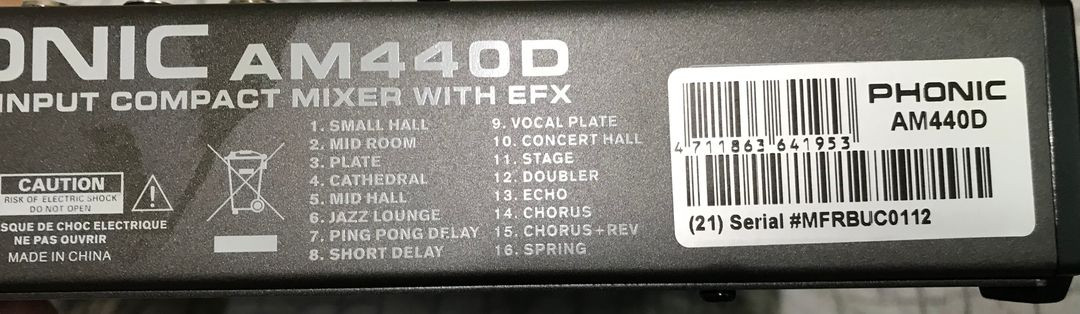 ONIC AM440D
INPUT COMPACT MIXER WITH EFX
1. SMALL HALL
2. MID ROOM
3. PLATE
4. CATHEDRAL
5. MID HALL
6. JAZZ LOUNGE
7. PING PONG DELAY
8. SHORT DELAY
9. VOCAL PLATE
10. CONCERT HALL
11. STAGE
12. DOUBLER
13. ECHO
14. CHORUS
15. CHORUS+REV
16. SPRING
CAUTION
RISK OF ELECTRIC SHOCK
DO NOT OPEN
SQUE DE CHOC ELECTRIQUE
NE PAS OUVRIR
MADE IN CHINA
PHONIC
AM440D
4 711863 641953
(21) Serial #MFRBUC0112